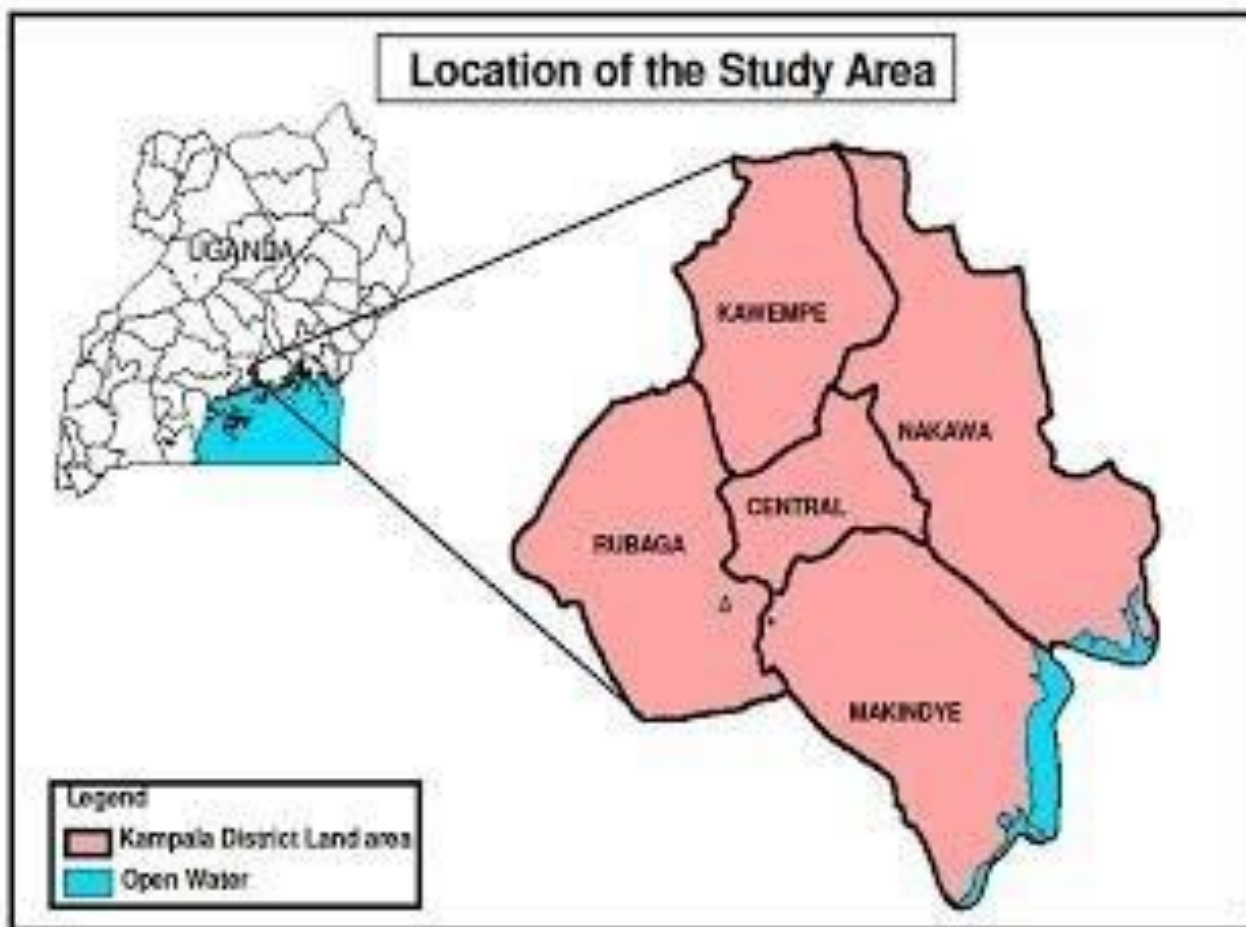 Location of the Study Area
UGANDA
KAWEMPE
NAKAWA
CENTRAL
RUBAGA
MAKINDYE
Legend
Kampala District Land area
Open Water